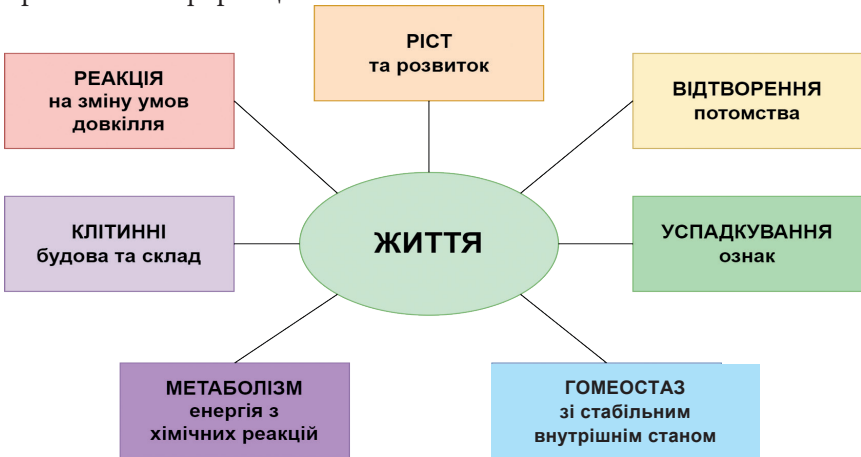 РІСТ
та розвиток
РЕАКЦІЯ
на зміну умов
довкілля
ВІДТВОРЕННЯ
потомства
КЛІТИННІ
будова та склад
ЖИТТЯ
УСПАДКУВАННЯ
ознак
МЕТАБОЛІЗМ
енергія з
хімічних реакцій
ГОМЕОСТАЗ
зі стабільним
внутрішнім станом